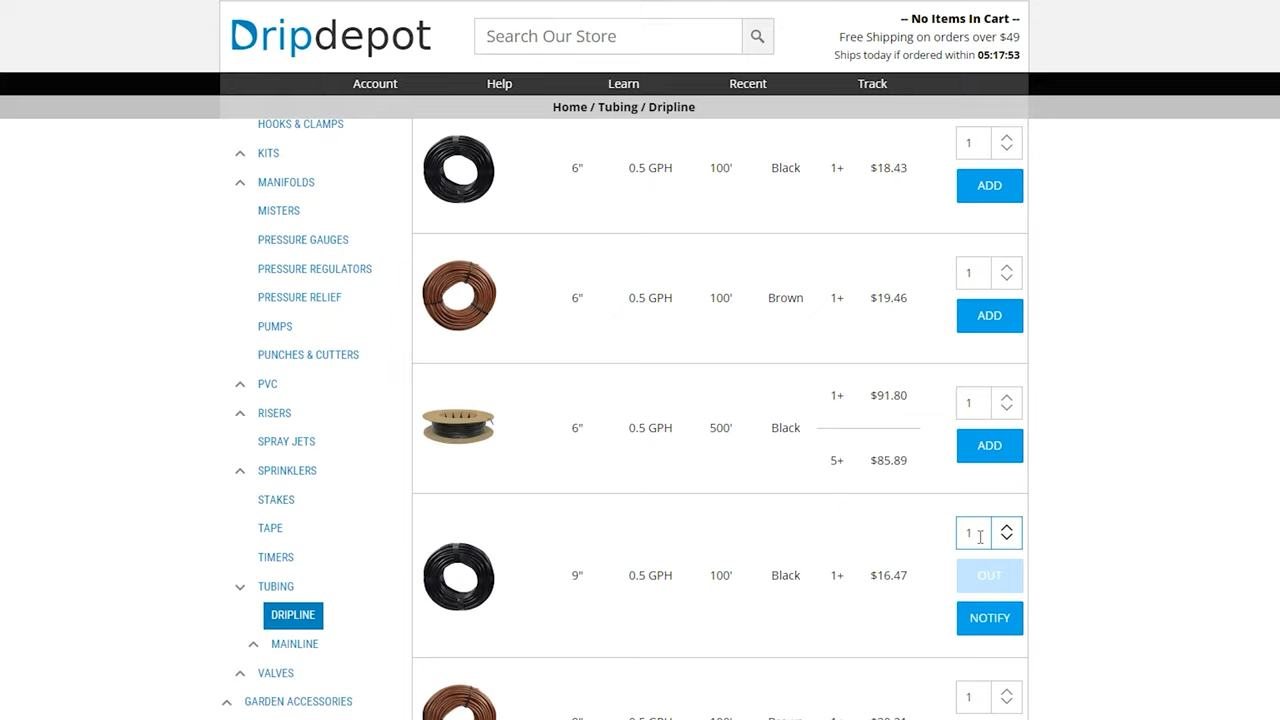 Dripdepot
Search Our Store
-- No Items In Cart --
Free Shipping on orders over $49
Ships today if ordered within 05:17:53
Account Help Learn Recent Track
Home / Tubing / Dripline
HOOKS & CLAMPS
KITS
MANIFOLDS
MISTERS
PRESSURE GAUGES
PRESSURE REGULATORS
PRESSURE RELIEF
PUMPS
PUNCHES & CUTTERS
PVC
RISERS
SPRAY JETS
SPRINKLERS
STAKES
TAPE
TIMERS
TUBING
DRIPLINE
MAINLINE
VALVES
GARDEN ACCESSORIES
1
6" 0.5 GPH 100' Black 1+ $18.43
ADD
1
6" 0.5 GPH 100' Brown 1+ $19.46
ADD
1+ $91.80 1
6" 0.5 GPH 500' Black
ADD
5+ $85.89
1
9" 0.5 GPH 100' Black 1+ $16.47
OUT
NOTIFY
1